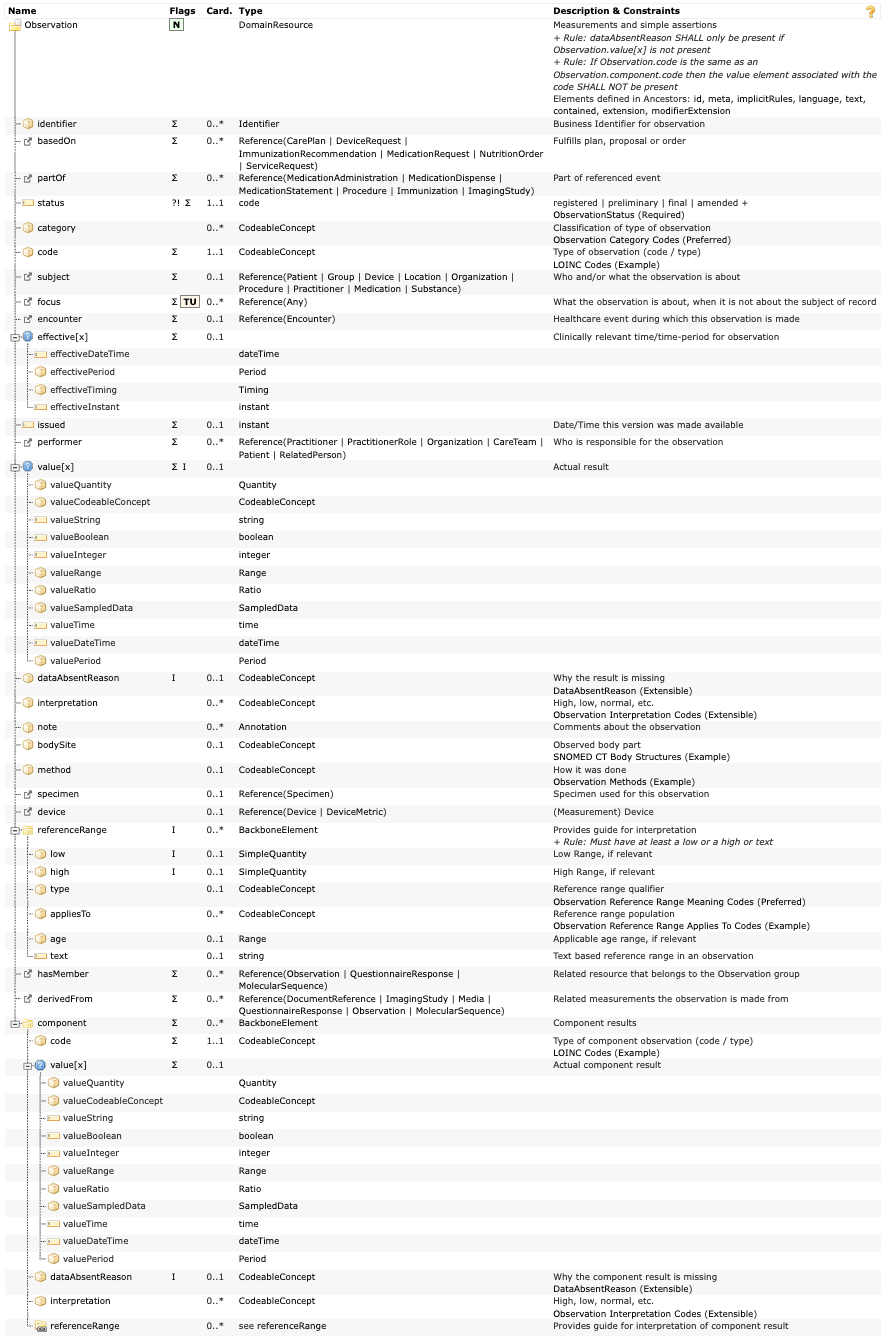 Name Flags Card. Type Description & Constraints ?
Observation N DomainResource Measurements and simple assertions
+ Rule: dataAbsentReason SHALL only be present if
Observation.value[x] is not present
+ Rule: If Observation.code is the same as an
Observation.component.code then the value element associated with the
code SHALL NOT be present
Elements defined in Ancestors: id, meta, implicitRules, language, text,
contained, extension, modifierExtension
identifier Σ 0..* Identifier Business Identifier for observation
basedOn Σ 0..* Reference(CarePlan | DeviceRequest | Fulfills plan, proposal or order
ImmunizationRecommendation | MedicationRequest | NutritionOrder
| ServiceRequest)
partOf Σ 0..* Reference(MedicationAdministration | MedicationDispense | Part of referenced event
MedicationStatement | Procedure | Immunization | ImagingStudy)
status ?! Σ 1..1 code registered | preliminary | final | amended +
ObservationStatus (Required)
category 0..* CodeableConcept Classification of type of observation
Observation Category Codes (Preferred)
code Σ 1..1 CodeableConcept Type of observation (code / type)
LOINC Codes (Example)
subject Σ 0..1 Reference(Patient | Group | Device | Location | Organization | Who and/or what the observation is about
Procedure | Practitioner | Medication | Substance)
focus Σ TU 0..* Reference(Any) What the observation is about, when it is not about the subject of record
encounter Σ 0..1 Reference(Encounter) Healthcare event during which this observation is made
effective[x] Σ 0..1 Clinically relevant time/time-period for observation
effectiveDateTime dateTime
effectivePeriod Period
effectiveTiming Timing
effectiveInstant instant
issued Σ 0..1 instant Date/Time this version was made available
performer Σ 0..* Reference(Practitioner | PractitionerRole | Organization | CareTeam | Who is responsible for the observation
Patient | RelatedPerson)
value[x] Σ I 0..1 Actual result
valueQuantity Quantity
valueCodeableConcept CodeableConcept
valueString string
valueBoolean boolean
valueInteger integer
valueRange Range
valueRatio Ratio
valueSampledData SampledData
valueTime time
valueDateTime dateTime
valuePeriod Period
dataAbsentReason I 0..1 CodeableConcept Why the result is missing
DataAbsentReason (Extensible)
interpretation 0..* CodeableConcept High, low, normal, etc.
Observation Interpretation Codes (Extensible)
note 0..* Annotation Comments about the observation
bodySite 0..1 CodeableConcept Observed body part
SNOMED CT Body Structures (Example)
method 0..1 CodeableConcept How it was done
Observation Methods (Example)
specimen 0..1 Reference(Specimen) Specimen used for this observation
device 0..1 Reference(Device | DeviceMetric) (Measurement) Device
referenceRange I 0..* BackboneElement Provides guide for interpretation
+ Rule: Must have at least a low or a high or text
low I 0..1 SimpleQuantity Low Range, if relevant
high I 0..1 SimpleQuantity High Range, if relevant
type 0..1 CodeableConcept Reference range qualifier
Observation Reference Range Meaning Codes (Preferred)
appliesTo 0..* CodeableConcept Reference range population
Observation Reference Range Applies To Codes (Example)
age 0..1 Range Applicable age range, if relevant
text 0..1 string Text based reference range in an observation
hasMember Σ 0..* Reference(Observation | QuestionnaireResponse | Related resource that belongs to the Observation group
MolecularSequence)
derivedFrom Σ 0..* Reference(DocumentReference | ImagingStudy | Media | Related measurements the observation is made from
QuestionnaireResponse | Observation | MolecularSequence)
component Σ 0..* BackboneElement Component results
code Σ 1..1 CodeableConcept Type of component observation (code / type)
LOINC Codes (Example)
value[x] Σ 0..1 Actual component result
valueQuantity Quantity
valueCodeableConcept CodeableConcept
valueString string
valueBoolean boolean
valueInteger integer
valueRange Range
valueRatio Ratio
valueSampledData SampledData
valueTime time
valueDateTime dateTime
valuePeriod Period
dataAbsentReason I 0..1 CodeableConcept Why the component result is missing
DataAbsentReason (Extensible)
interpretation 0..* CodeableConcept High, low, normal, etc.
Observation Interpretation Codes (Extensible)
referenceRange 0..* see referenceRange Provides guide for interpretation of component result